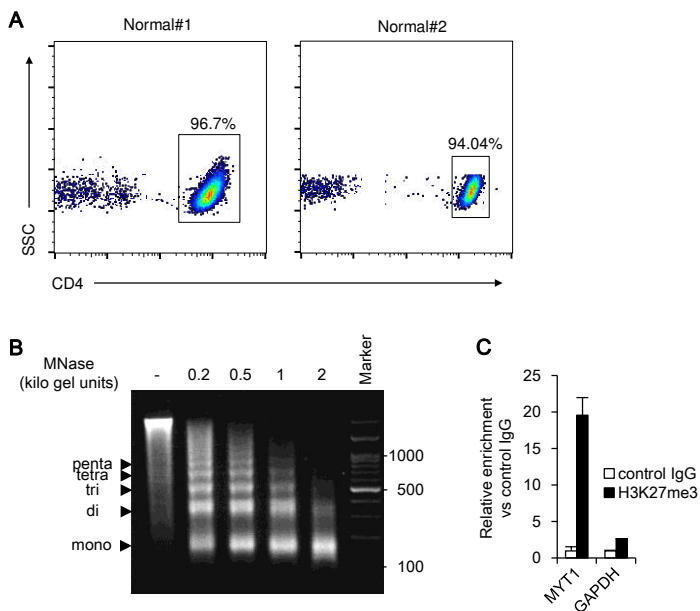 A
Normal#1
Normal#2
96.7%
94.04%
SSC
CD4
B
MNase
(kilo gel units)
- 0.2 0.5 1 2 Marker
penta
tetra
tri
di
mono
1000
500
100
C
Relative enrichment
vs control IgG
25
20
15
10
5
0
control IgG
H3K27me3
MYT1
GAPDH